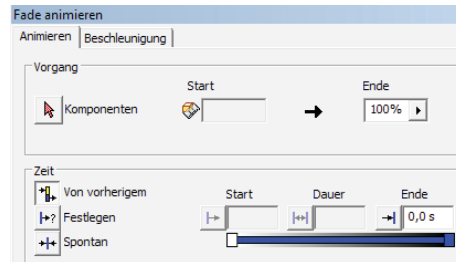 Fade animieren
Animieren Beschleunigung
Vorgang
Start Ende
Komponenten 100%
Zeit
Von vorherigem Start Dauer Ende
Festlegen 0,0 s
Spontan